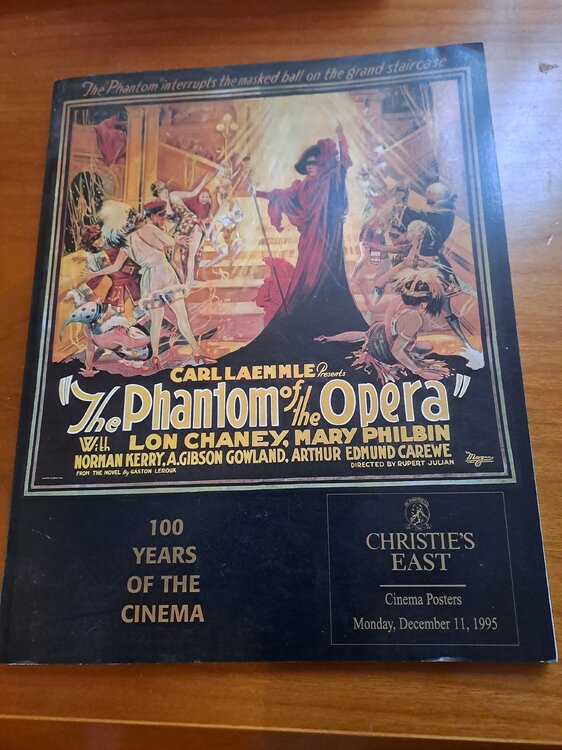 The "Phantom" interrupts the masked ball on the grand staircase
CARL LAEMMLE Presents
"The Phantom of the Opera"
With LON CHANEY, MARY PHILBIN
NORMAN KERRY, A. GIBSON GOWLAND, ARTHUR EDMUND CAREWE
FROM THE NOVEL By GASTON LEROUX
DIRECTED BY RUPERT JULIAN
100
YEARS
OF THE
CINEMA
CHRISTIE'S
EAST
Cinema Posters
Monday, December 11, 1995